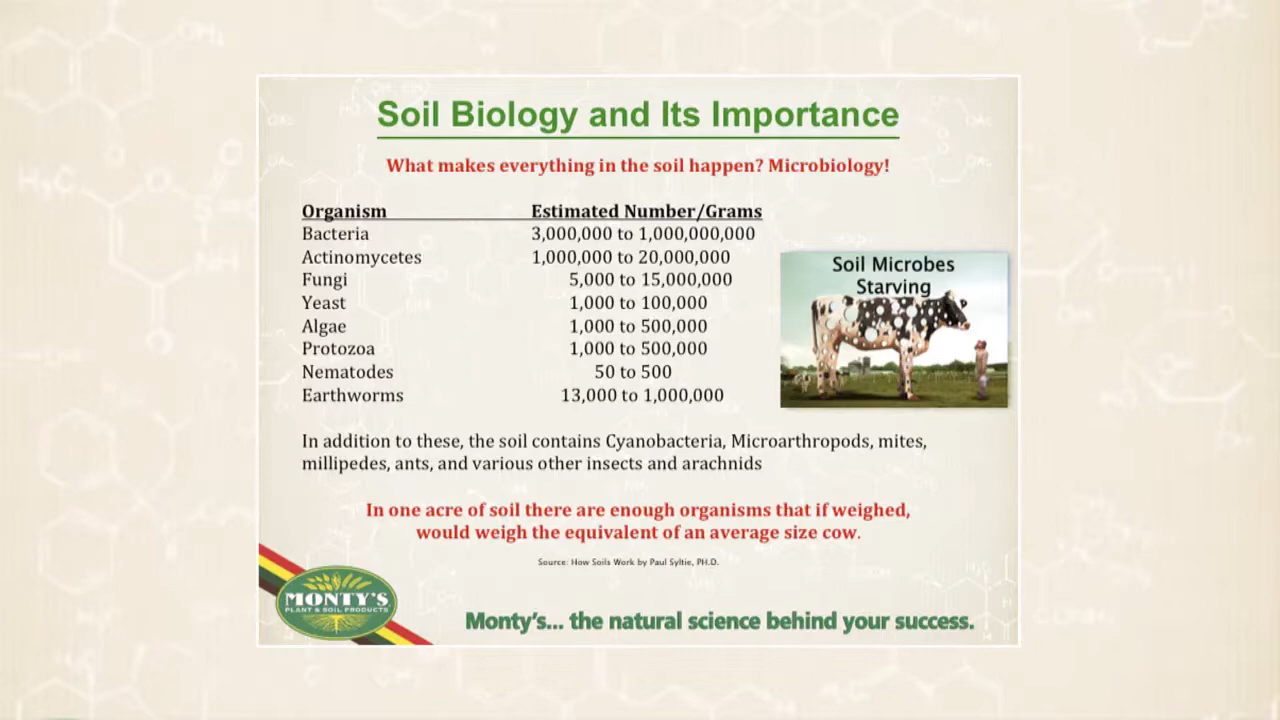 Soil Biology and Its Importance
What makes everything in the soil happen? Microbiology!
Organism Estimated Number/Grams
Bacteria 3,000,000 to 1,000,000,000
Actinomycetes 1,000,000 to 20,000,000
Fungi 5,000 to 15,000,000
Yeast 1,000 to 100,000
Algae 1,000 to 500,000
Protozoa 1,000 to 500,000
Nematodes 50 to 500
Earthworms 13,000 to 1,000,000
Soil Microbes
Starving
In addition to these, the soil contains Cyanobacteria, Microarthropods, mites,
millipedes, ants, and various other insects and arachnids
In one acre of soil there are enough organisms that if weighed,
would weigh the equivalent of an average size cow.
Source: How Soils Work by Paul Syltie, PH.D.
MONTY'S
PLANT & SOIL PRODUCTS
Monty's... the natural science behind your success.